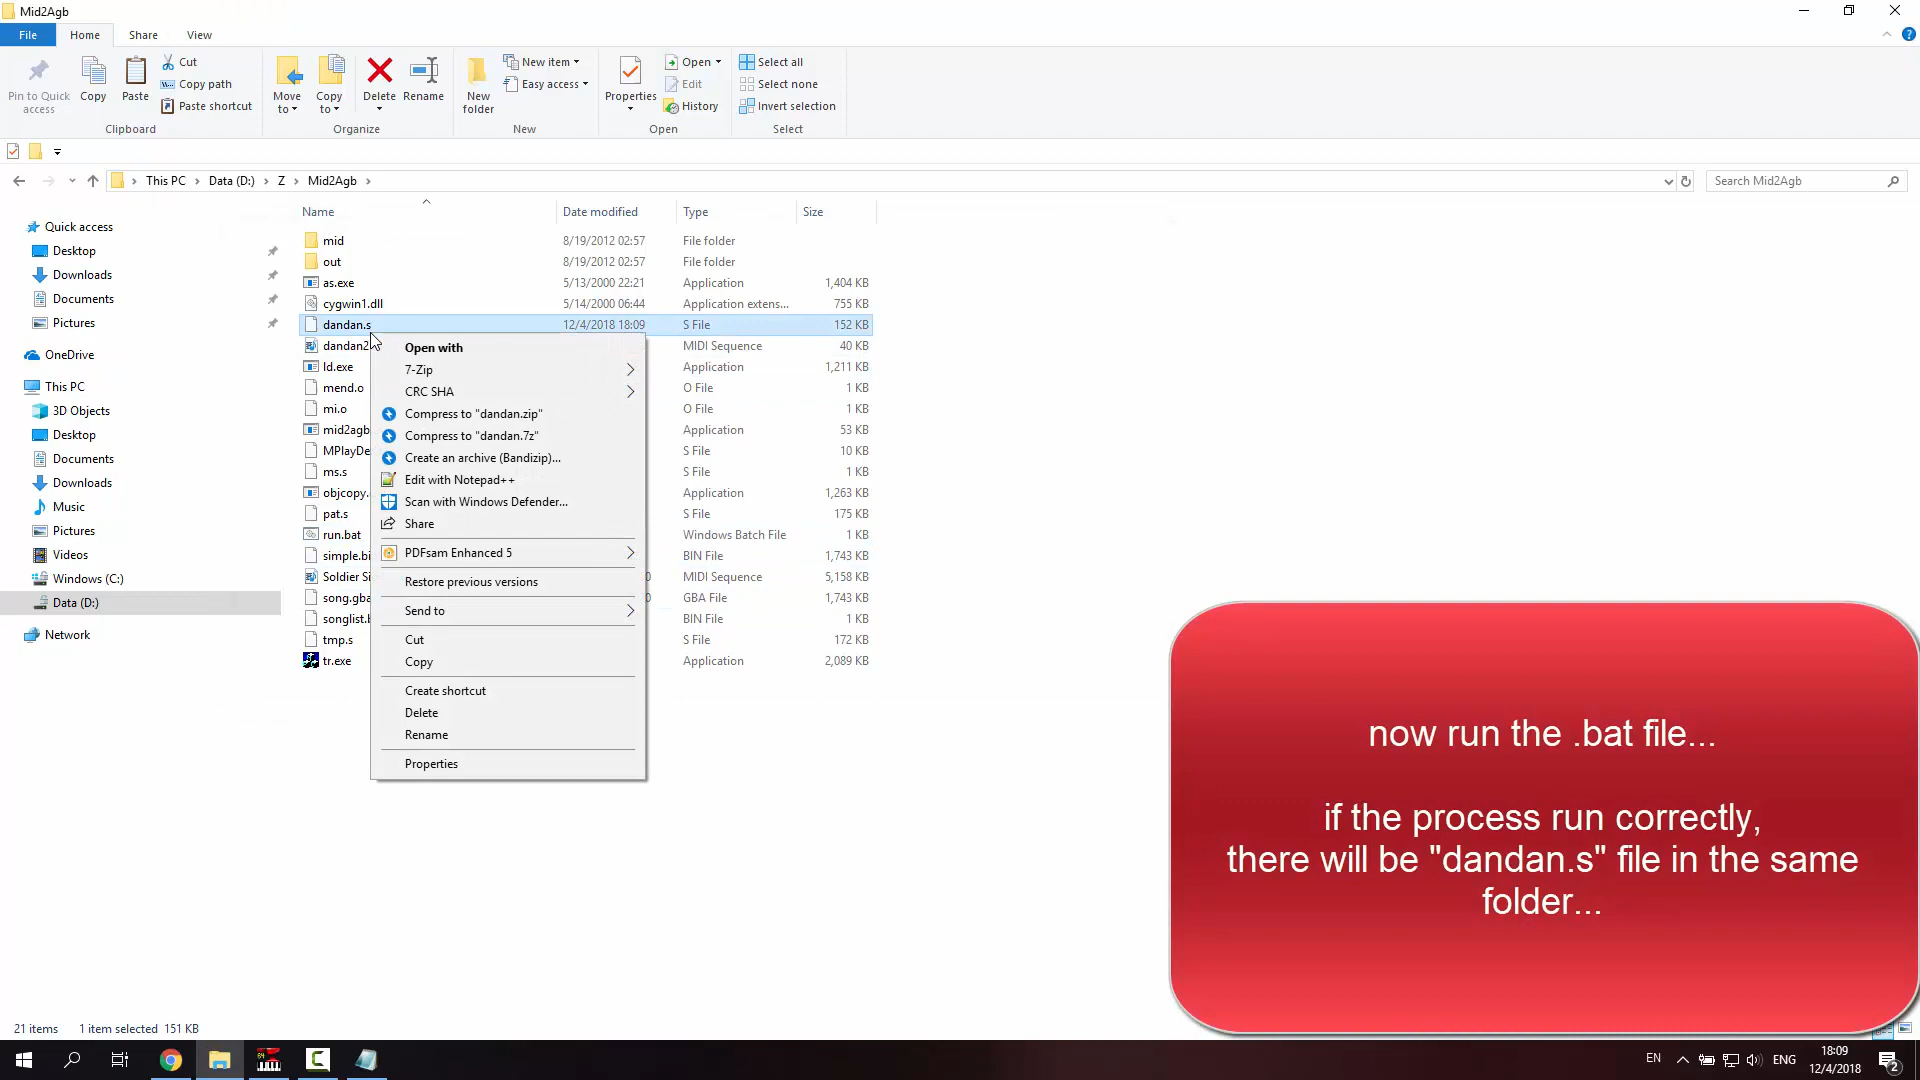 Mid2Agb
File
Home
Share
View
Pin to Quick access
Copy
Paste
Cut
Copy path
Paste shortcut
Clipboard
Move to
Copy to
Delete
Rename
Organize
New folder
New item
Easy access
New
Properties
Open
Edit
History
Open
Select all
Select none
Invert selection
Select
This PC
Data (D:)
Z
Mid2Agb
Search Mid2Agb
Name Date modified Type Size
Quick access
Desktop
Downloads
Documents
Pictures
OneDrive
This PC
3D Objects
Desktop
Documents
Downloads
Music
Pictures
Videos
Windows (C:)
Data (D:)
Network
mid 8/19/2012 02:57 File folder
out 8/19/2012 02:57 File folder
as.exe 5/13/2000 22:21 Application 1,404 KB
cygwin1.dll 5/14/2000 06:44 Application extens... 755 KB
dandan.s 12/4/2018 18:09 S File 152 KB
dandan2 MIDI Sequence 40 KB
ld.exe Application 1,211 KB
mend.o O File 1 KB
mi.o O File 1 KB
mid2agb Application 53 KB
MPlayDe S File 10 KB
ms.s S File 1 KB
objcopy. Application 1,263 KB
pat.s S File 175 KB
run.bat Windows Batch File 1 KB
simple.bi BIN File 1,743 KB
Soldier Si 0 MIDI Sequence 5,158 KB
song.gba 0 GBA File 1,743 KB
songlist.b BIN File 1 KB
tmp.s S File 172 KB
tr.exe Application 2,089 KB
Open with
7-Zip
CRC SHA
Compress to "dandan.zip"
Compress to "dandan.7z"
Create an archive (Bandizip)...
Edit with Notepad++
Scan with Windows Defender...
Share
PDFsam Enhanced 5
Restore previous versions
Send to
Cut
Copy
Create shortcut
Delete
Rename
Properties
now run the .bat file...
if the process run correctly,
there will be "dandan.s" file in the same
folder...
21 items 1 item selected 151 KB
EN
ENG
18:09
12/4/2018
2